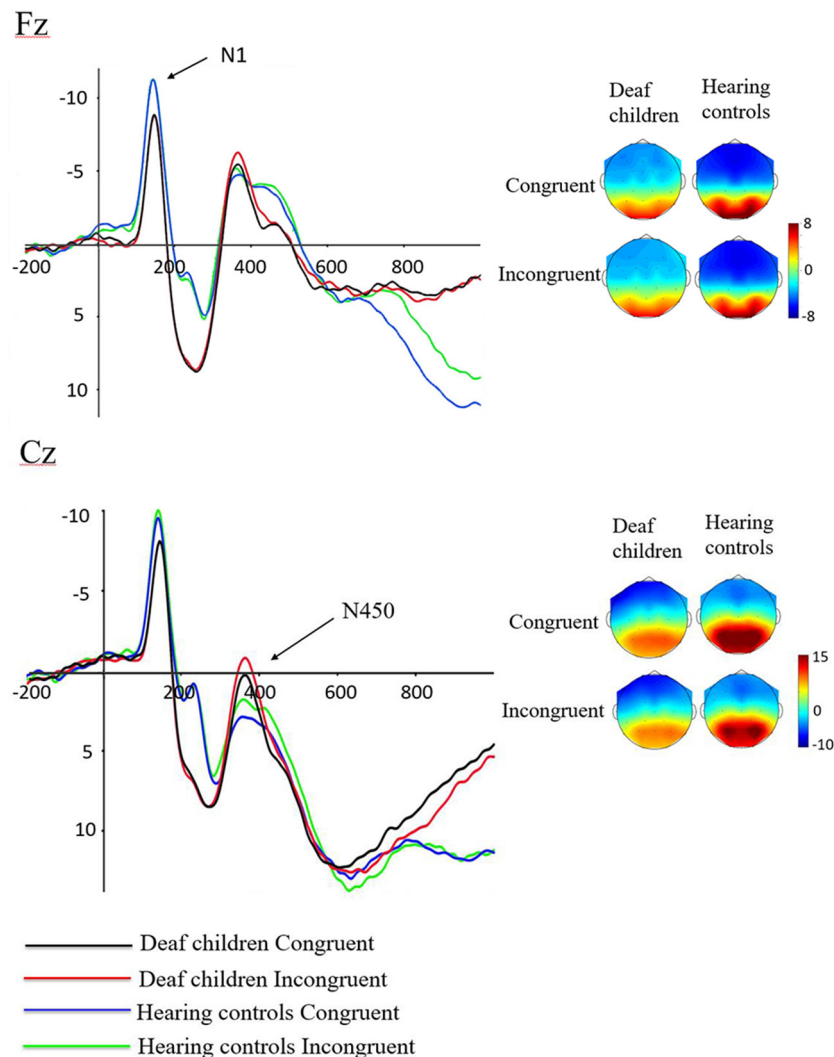 Fz
N1
-10
-5
-200
200
400
600
800
5
10
Deaf
children
Hearing
controls
Congruent
Incongruent
8
0
-8
Cz
-10
-5
N450
-200
200
400
600
800
5
10
Deaf
children
Hearing
controls
Congruent
Incongruent
15
0
-10
Deaf children Congruent
Deaf children Incongruent
Hearing controls Congruent
Hearing controls Incongruent